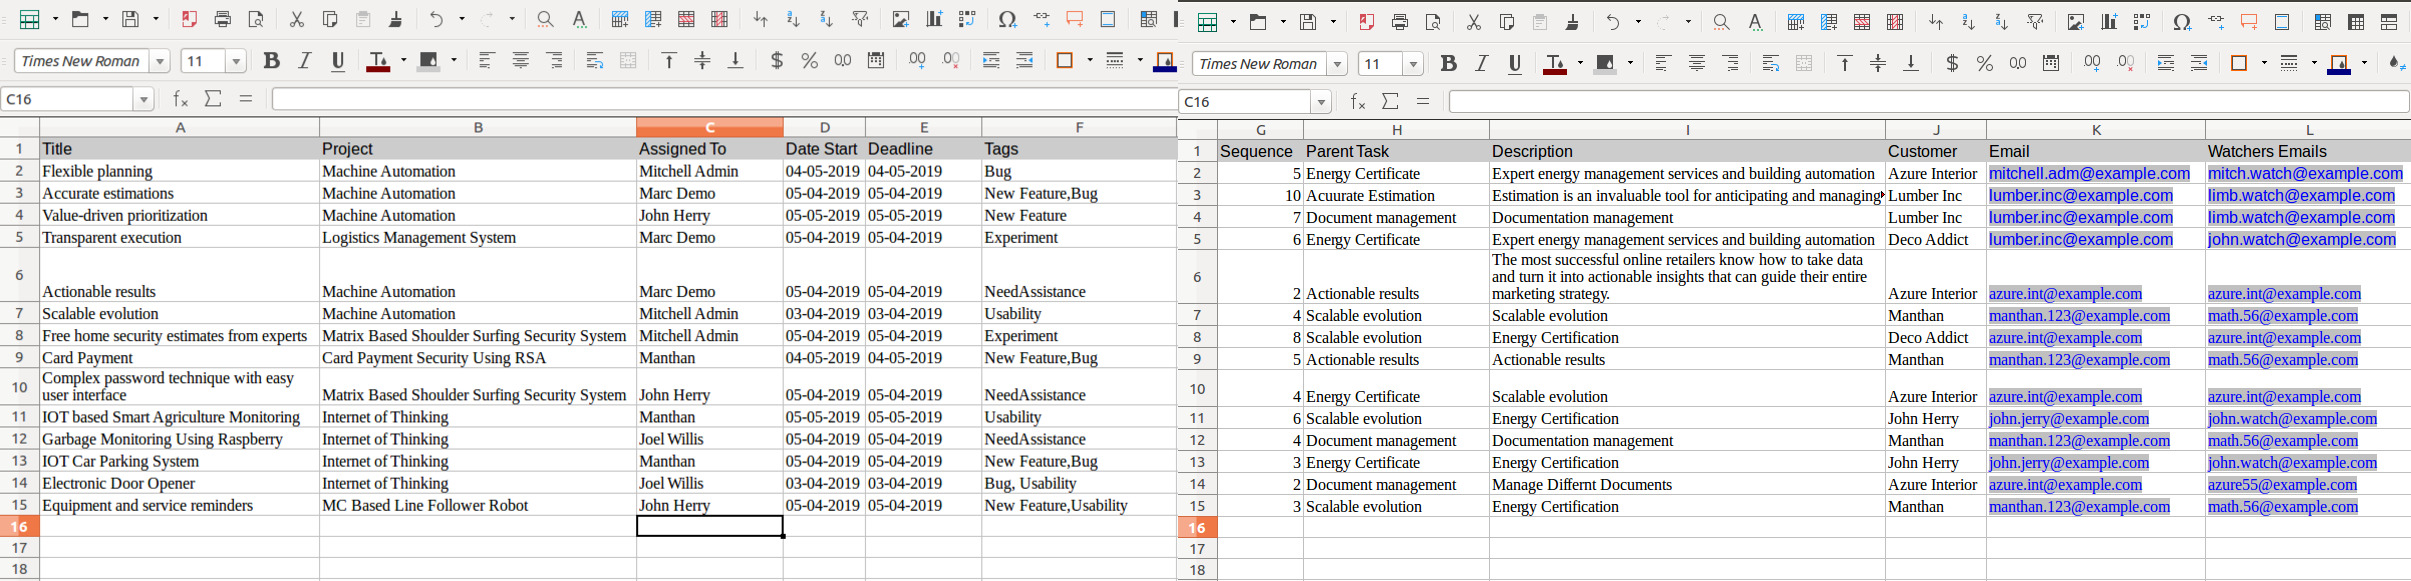 Times New Roman 11 B I U $ % 0.0 .00 .00
C16
A B C D E F
1 Title Project Assigned To Date Start Deadline Tags
2 Flexible planning Machine Automation Mitchell Admin 04-05-2019 04-05-2019 Bug
3 Accurate estimations Machine Automation Marc Demo 05-04-2019 05-04-2019 New Feature,Bug
4 Value-driven prioritization Machine Automation John Herry 05-05-2019 05-05-2019 New Feature
5 Transparent execution Logistics Management System Marc Demo 05-04-2019 05-04-2019 Experiment
6 Actionable results Machine Automation Marc Demo 05-04-2019 05-04-2019 NeedAssistance
7 Scalable evolution Machine Automation Mitchell Admin 03-04-2019 03-04-2019 Usability
8 Free home security estimates from experts Matrix Based Shoulder Surfing Security System Mitchell Admin 05-04-2019 05-04-2019 Experiment
9 Card Payment Card Payment Security Using RSA Manthan 04-05-2019 04-05-2019 New Feature,Bug
Complex password technique with easy
10 user interface Matrix Based Shoulder Surfing Security System John Herry 05-04-2019 05-04-2019 NeedAssistance
11 IOT based Smart Agriculture Monitoring Internet of Thinking Manthan 05-05-2019 05-05-2019 Usability
12 Garbage Monitoring Using Raspberry Internet of Thinking Joel Willis 05-04-2019 05-04-2019 NeedAssistance
13 IOT Car Parking System Internet of Thinking Manthan 05-04-2019 05-04-2019 New Feature,Bug
14 Electronic Door Opener Internet of Thinking Joel Willis 03-04-2019 03-04-2019 Bug, Usability
15 Equipment and service reminders MC Based Line Follower Robot John Herry 05-04-2019 05-04-2019 New Feature,Usability
16
17
18
Times New Roman 11 B I U $ % 0.0 .00 .00
C16
G H I J K L
1 Sequence Parent Task Description Customer Email Watchers Emails
2 5 Energy Certificate Expert energy management services and building automation Azure Interior mitchell.adm@example.com mitch.watch@example.com
3 10 Acuurate Estimation Estimation is an invaluable tool for anticipating and managing Lumber Inc lumber.inc@example.com limb.watch@example.com
4 7 Document management Documentation management Lumber Inc lumber.inc@example.com limb.watch@example.com
5 6 Energy Certificate Expert energy management services and building automation Deco Addict lumber.inc@example.com john.watch@example.com
The most successful online retailers know how to take data
6 and turn it into actionable insights that can guide their entire
2 Actionable results marketing strategy. Azure Interior azure.int@example.com azure.int@example.com
7 4 Scalable evolution Scalable evolution Manthan manthan.123@example.com math.56@example.com
8 8 Scalable evolution Energy Certification Deco Addict azure.int@example.com azure.int@example.com
9 5 Actionable results Actionable results Manthan manthan.123@example.com math.56@example.com
10 4 Energy Certificate Scalable evolution Azure Interior azure.int@example.com azure.int@example.com
11 6 Scalable evolution Energy Certification John Herry john.jerry@example.com john.watch@example.com
12 4 Document management Documentation management Manthan manthan.123@example.com math.56@example.com
13 3 Energy Certificate Energy Certification John Herry john.jerry@example.com john.watch@example.com
14 2 Document management Manage Differnt Documents Azure Interior azure.int@example.com azure55@example.com
15 3 Scalable evolution Energy Certification Manthan manthan.123@example.com math.56@example.com
16
17
18